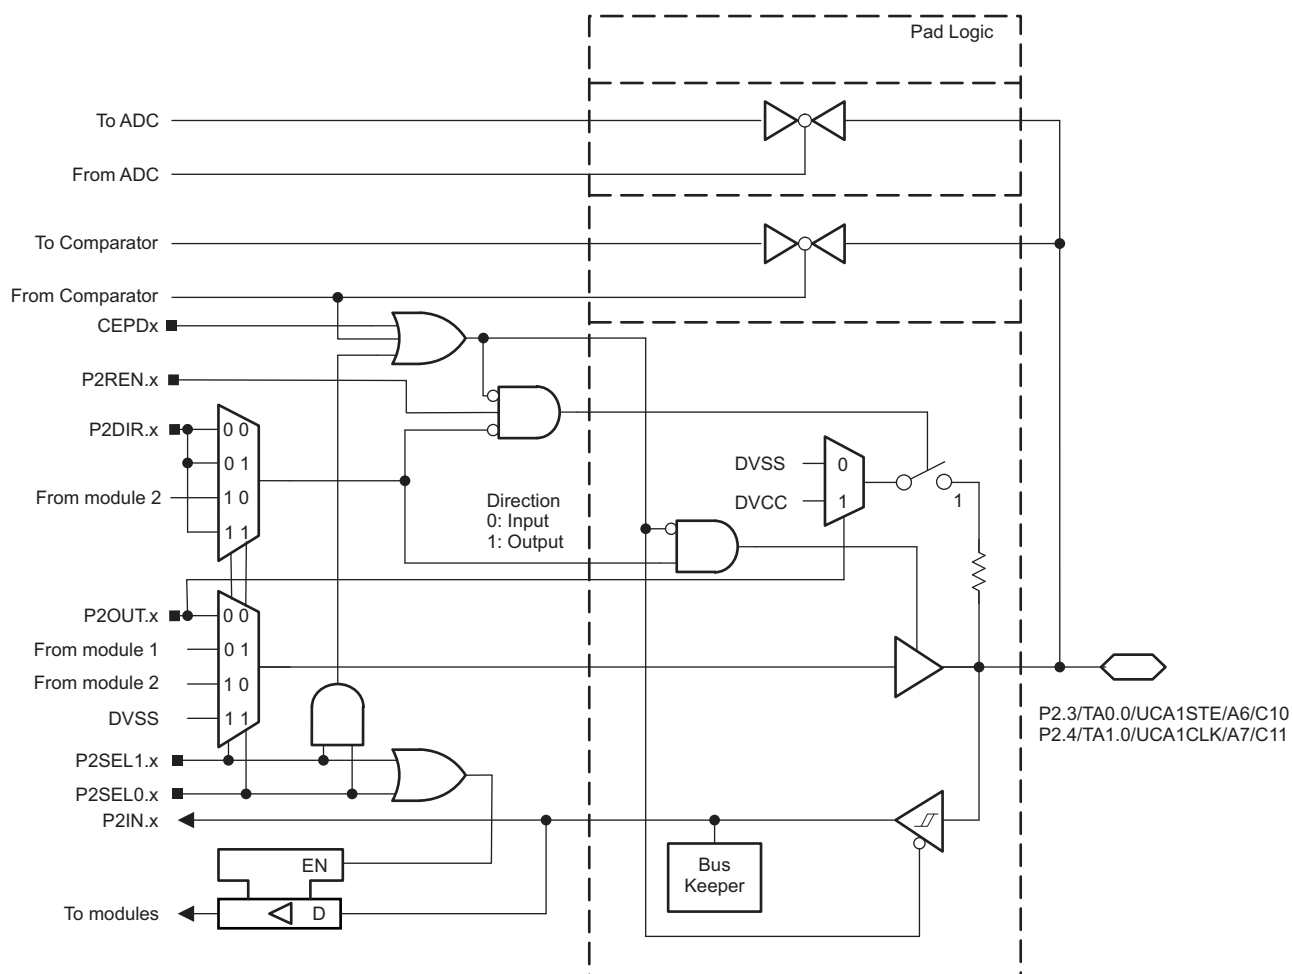 Pad Logic
To ADC
From ADC
To Comparator
From Comparator
CEPDx
P2REN.x
P2DIR.x
0 0
0 1
From module 2
1 0
1 1
Direction
0: Input
1: Output
DVSS
0
DVCC
1
1
P2OUT.x
0 0
From module 1
0 1
From module 2
1 0
DVSS
1 1
P2.3/TA0.0/UCA1STE/A6/C10
P2.4/TA1.0/UCA1CLK/A7/C11
P2SEL1.x
P2SEL0.x
P2IN.x
EN
Bus
Keeper
To modules
D